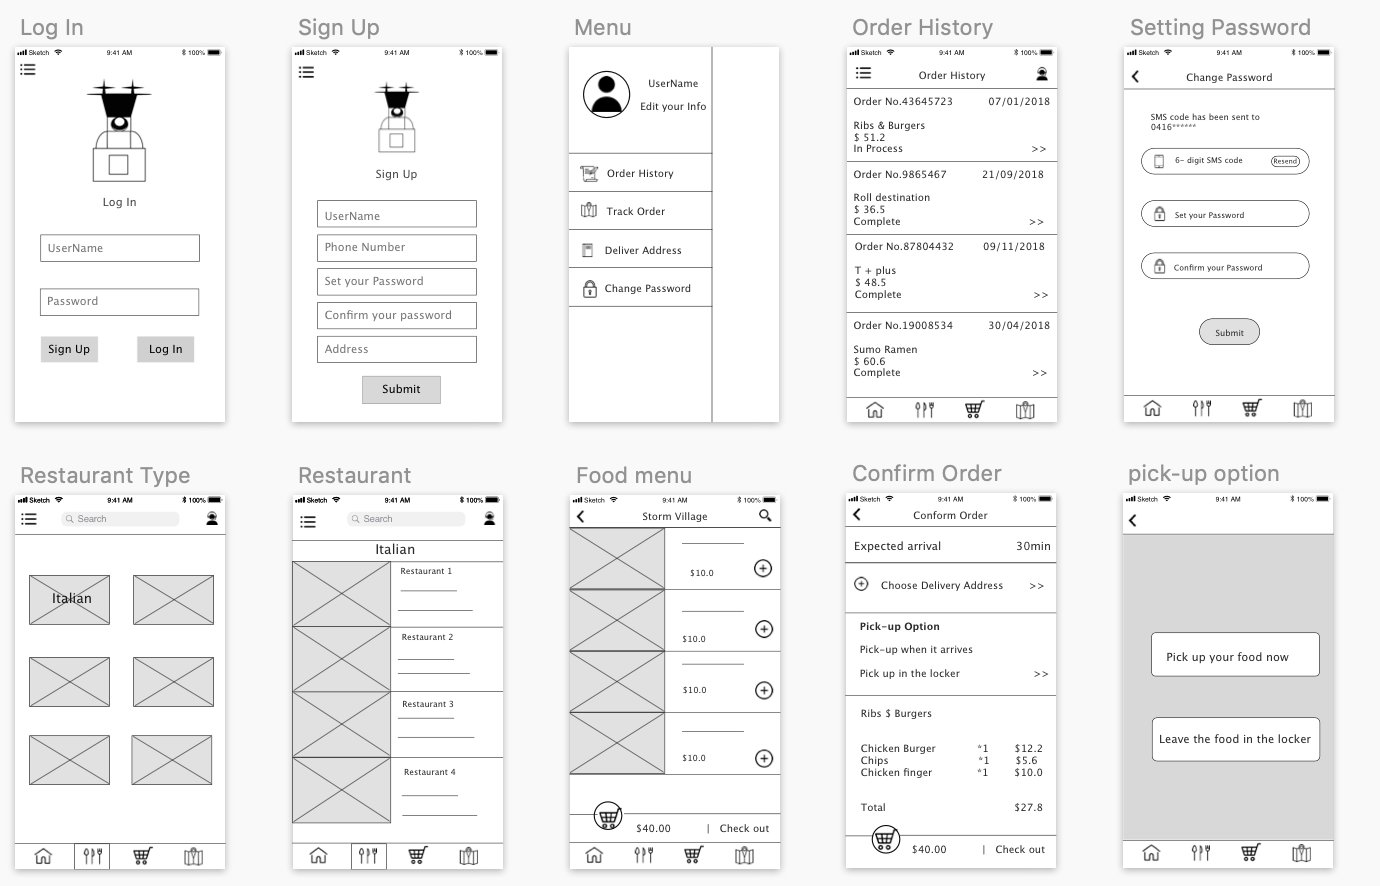 Log In
Sketch 9:41 AM 100%
Log In
UserName
Password
Sign Up Log In
Sign Up
Sketch 9:41 AM 100%
Sign Up
UserName
Phone Number
Set your Password
Confirm your password
Address
Submit
Menu
UserName
Edit your Info
Order History
Track Order
Deliver Address
Change Password
Order History
Sketch 9:41 AM 100%
Order History
Order No.43645723 07/01/2018
Ribs & Burgers
$ 51.2
In Process >>
Order No.9865467 21/09/2018
Roll destination
$ 36.5
Complete >>
Order No.87804432 09/11/2018
T + plus
$ 48.5
Complete >>
Order No.19008534 30/04/2018
Sumo Ramen
$ 60.6
Complete >>
Setting Password
Sketch 9:41 AM 100%
Change Password
SMS code has been sent to
0416******
6- digit SMS code Resend
Set your Password
Confirm your Password
Submit
Restaurant Type
Sketch 9:41 AM 100%
Search
Italian
Restaurant
Sketch 9:41 AM 100%
Search
Italian
Restaurant 1
Restaurant 2
Restaurant 3
Restaurant 4
Food menu
Sketch 9:41 AM 100%
Storm Village
$10.0
$10.0
$10.0
$10.0
$40.00 | Check out
Confirm Order
Sketch 9:41 AM 100%
Conform Order
Expected arrival 30min
Choose Delivery Address >>
Pick-up Option
Pick-up when it arrives
Pick up in the locker >>
Ribs $ Burgers
Chicken Burger *1 $12.2
Chips *1 $5.6
Chicken finger *1 $10.0
Total $27.8
$40.00 | Check out
pick-up option
Sketch 9:41 AM 100%
Pick up your food now
Leave the food in the locker